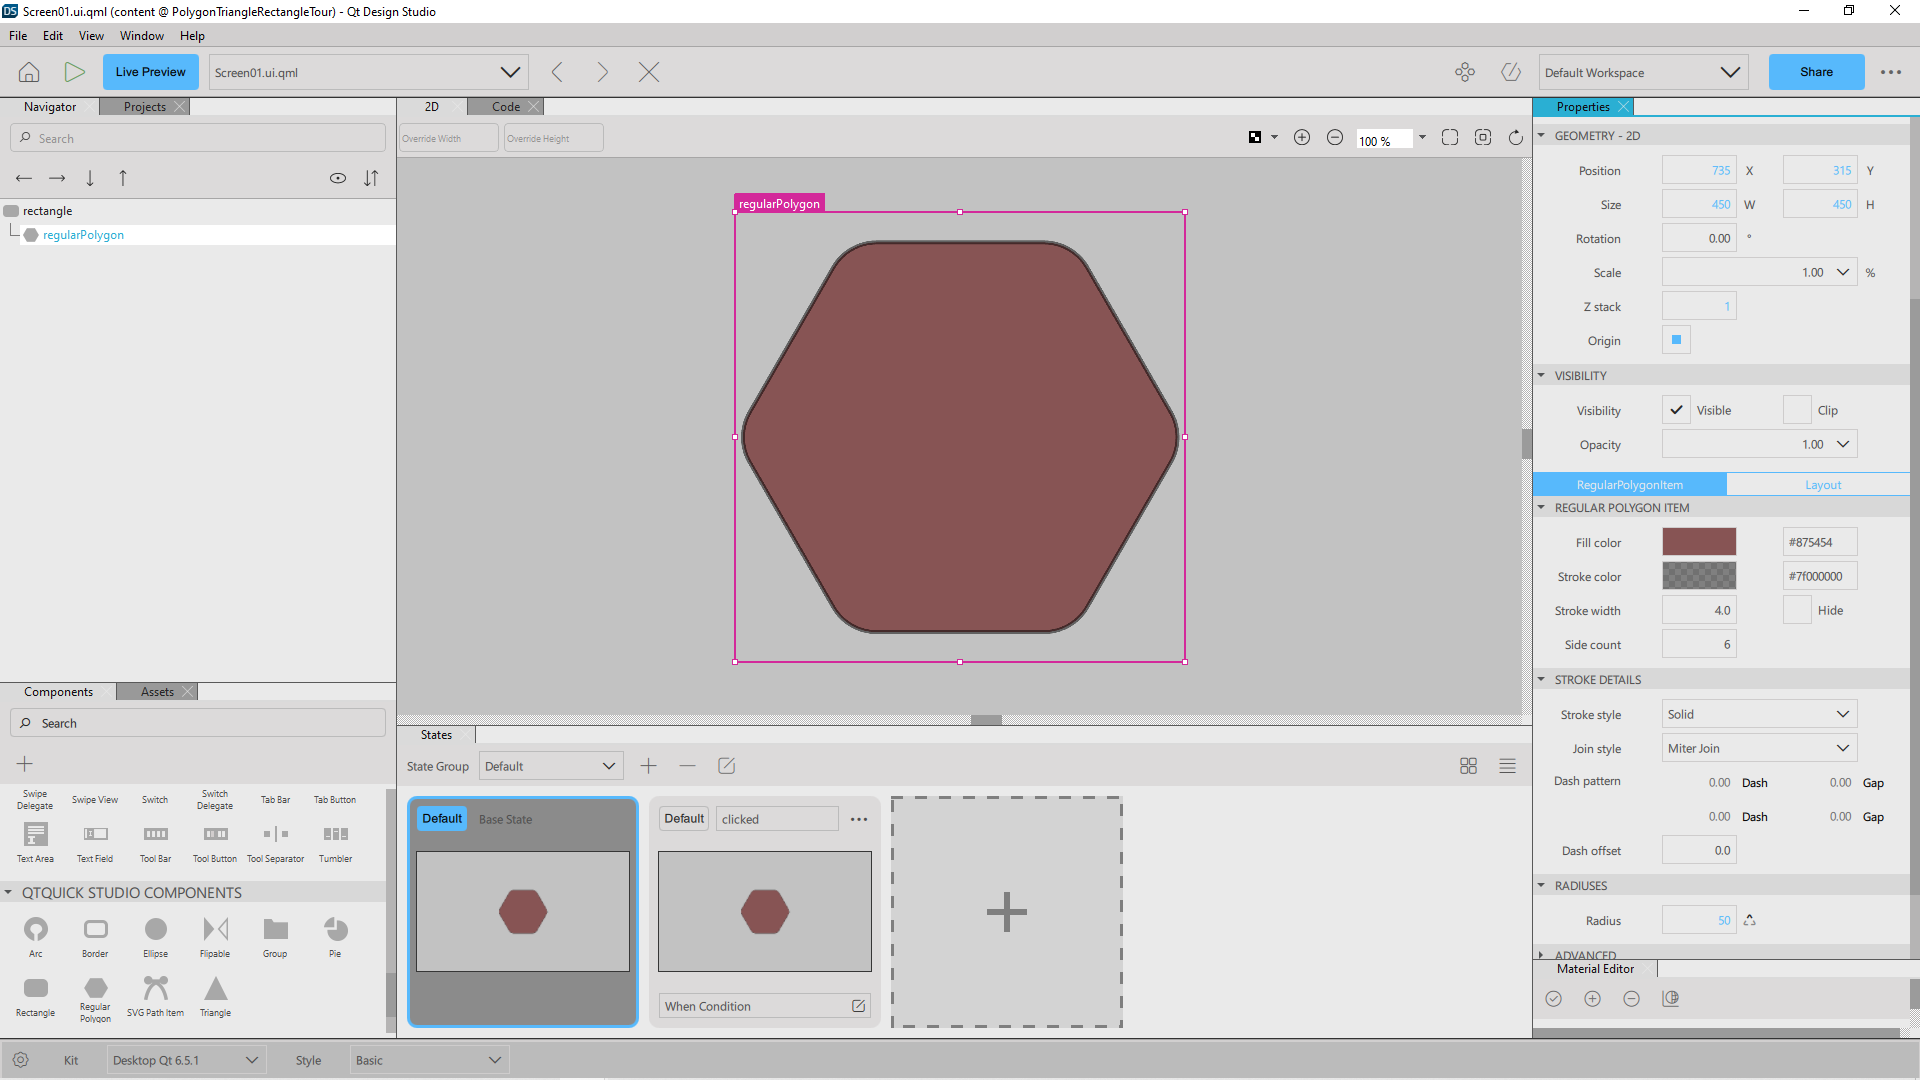 Screen01.ui.qml (content @ PolygonTriangleRectangleTour) - Qt Design Studio
File Edit View Window Help
Live Preview
Screen01.ui.qml
Default Workspace
Share
Navigator
Projects
Search
rectangle
regularPolygon
2D
Code
Override Width
Override Height
100 %
regularPolygon
Properties
GEOMETRY - 2D
Position 735 X 315 Y
Size 450 W 450 H
Rotation 0.00 °
Scale 1.00 %
Z stack 1
Origin
VISIBILITY
Visibility Visible Clip
Opacity 1.00
RegularPolygonItem Layout
REGULAR POLYGON ITEM
Fill color #875454
Stroke color #7f000000
Stroke width 4.0 Hide
Side count 6
STROKE DETAILS
Stroke style Solid
Join style Miter Join
Dash pattern 0.00 Dash 0.00 Gap
0.00 Dash 0.00 Gap
Dash offset 0.0
RADIUSES
Radius 50
ADVANCED
Material Editor
Components
Assets
Search
Swipe Delegate
Swipe View
Switch
Switch Delegate
Tab Bar
Tab Button
Text Area
Text Field
Tool Bar
Tool Button
Tool Separator
Tumbler
QTQUICK STUDIO COMPONENTS
Arc
Border
Ellipse
Flipable
Group
Pie
Rectangle
Regular Polygon
SVG Path Item
Triangle
States
State Group Default
Default Base State
Default clicked
When Condition
Kit Desktop Qt 6.5.1 Style Basic
DS